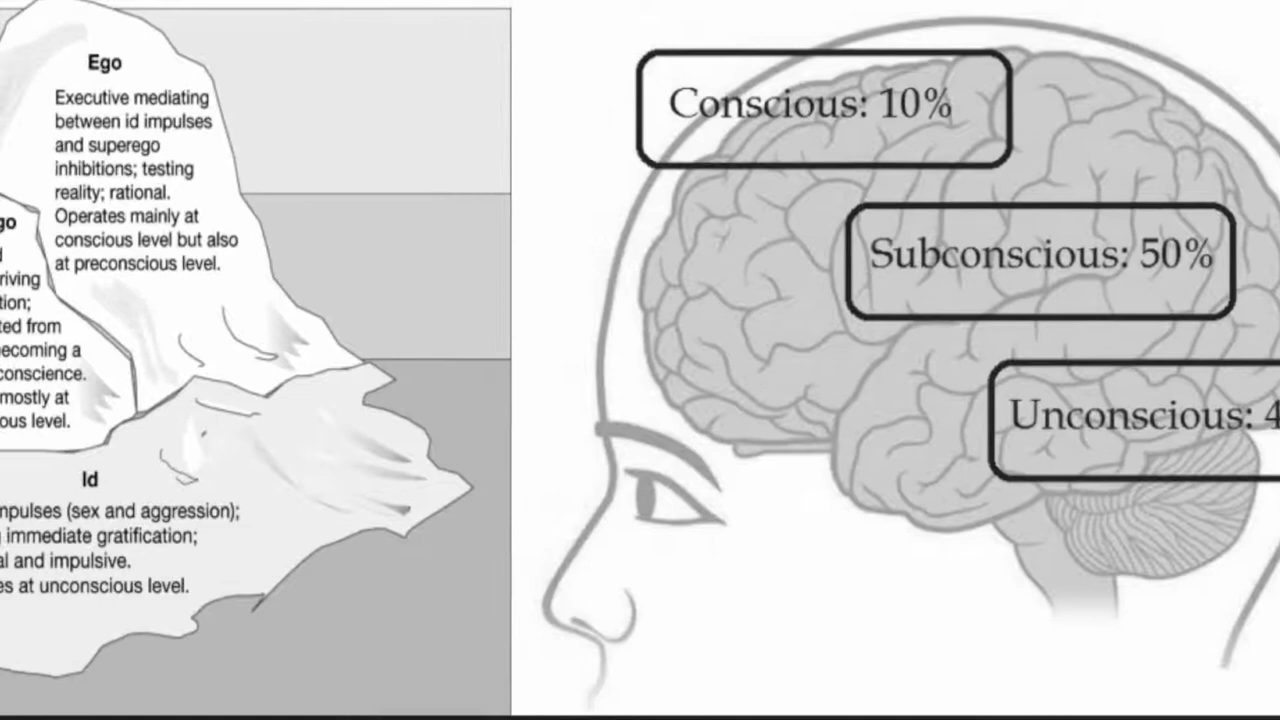 Ego
Executive mediating
between id impulses
and superego
inhibitions; testing
reality; rational.
Operates mainly at
conscious level but also
at preconscious level.
go
riving
tion;
ted from
ecoming a
conscience.
mostly at
ous level.
Id
mpulses (sex and aggression);
immediate gratification;
al and impulsive.
es at unconscious level.
Conscious: 10%
Subconscious: 50%
Unconscious: 4